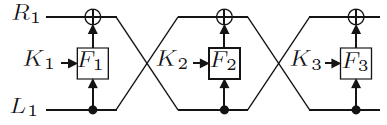 R₁
K₁ F₁ K₂ F₂ K₃ F₃
L₁